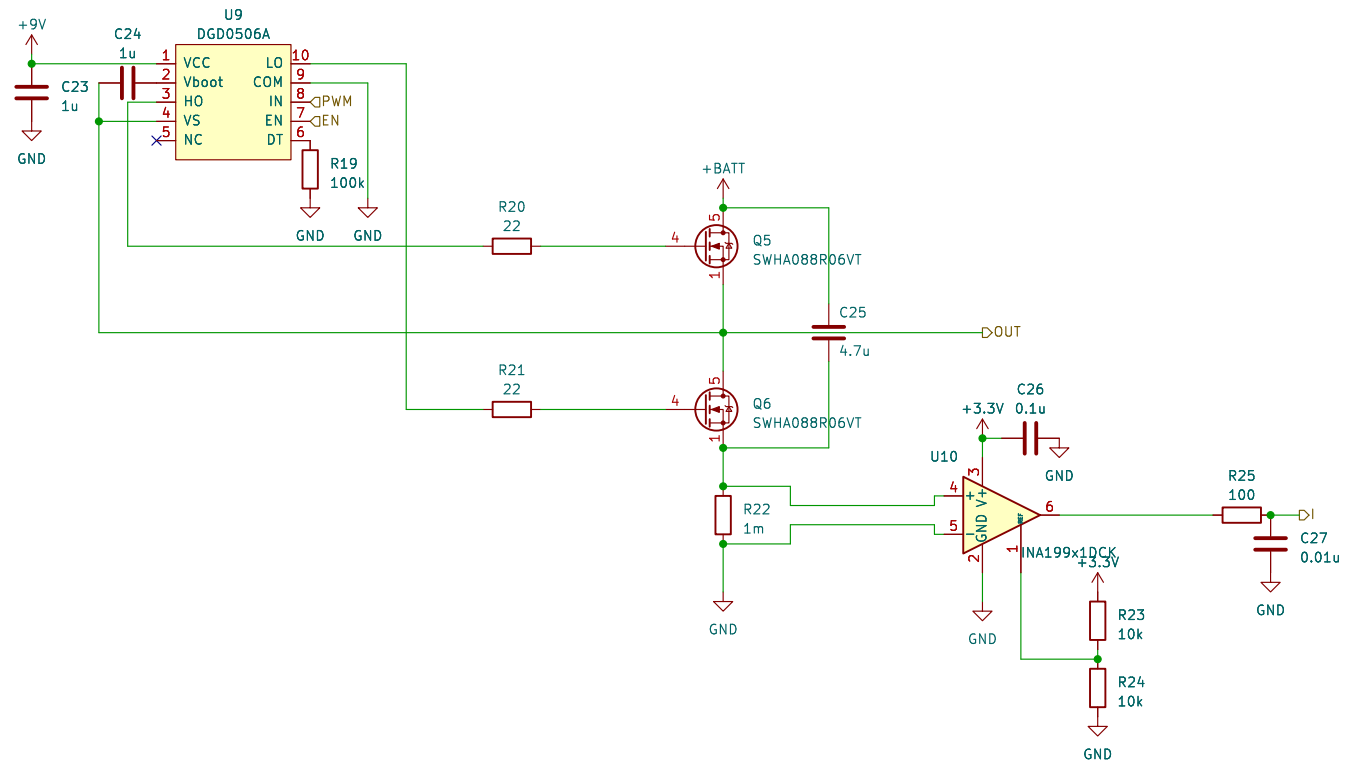 +9V
C23
1u
GND
C24
1u
U9
DGD0506A
1
2
3
4
5
VCC
Vboot
HO
VS
NC
LO
COM
IN
EN
DT
10
9
8
7
6
PWM
EN
R19
100k
GND
GND
R20
22
+BATT
5
4
1
Q5
SWHA088R06VT
C25
4.7u
OUT
R21
22
5
4
1
Q6
SWHA088R06VT
R22
1m
GND
+3.3V
C26
0.1u
GND
U10
3
4
5
+
-
V+
GND
REF
6
2
1
INA199x1DCK
GND
+3.3V
R23
10k
R24
10k
GND
R25
100
I
C27
0.01u
GND